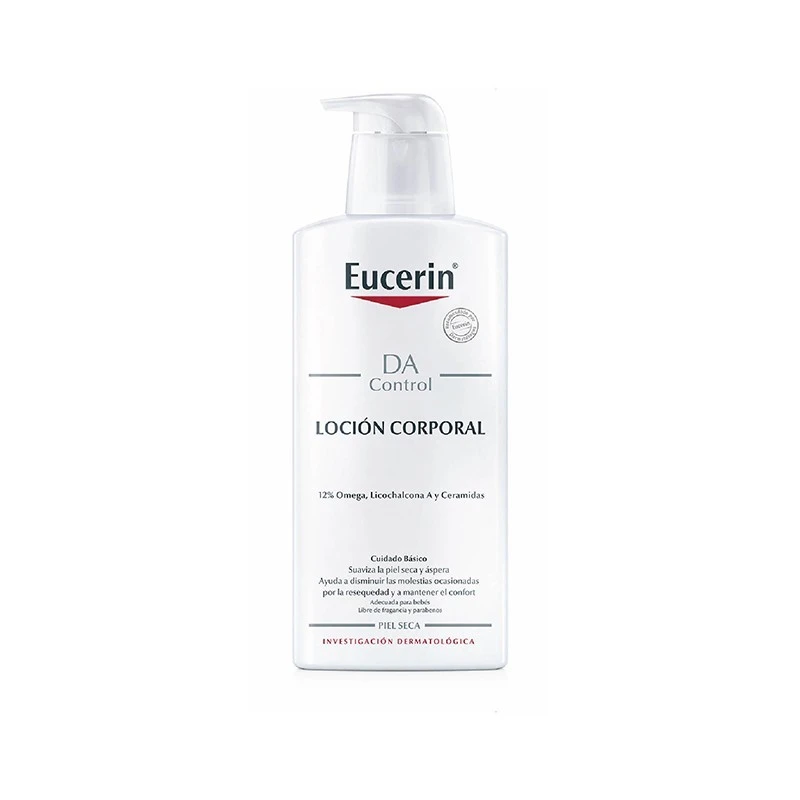 Eucerin®
Eucerin
DA
Control
LOCIÓN CORPORAL
12% Omega, Licochalcona A y Ceramidas
Cuidado Básico
Suaviza la piel seca y áspera
Ayuda a disminuir las molestias ocasionadas
por la resequedad y a mantener el confort
Adecuada para bebés
Libre de fragancia y parabenos
PIEL SECA
INVESTIGACIÓN DERMATOLÓGICA